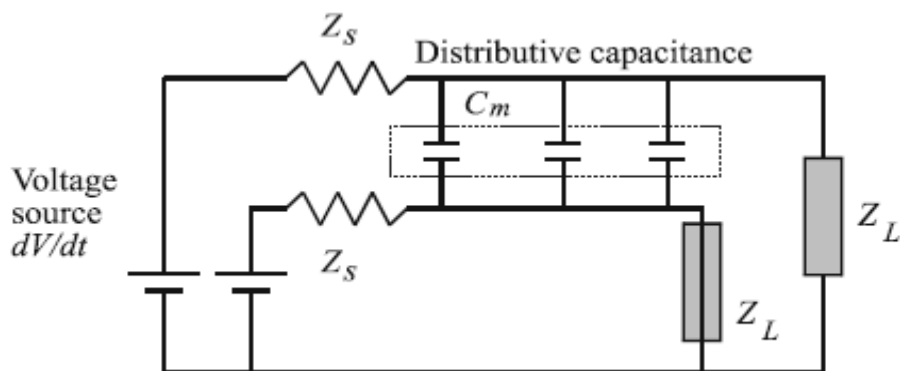 Z_s
Distributive capacitance
C_m
Voltage
source
dV/dt
Z_s
Z_L
Z_L